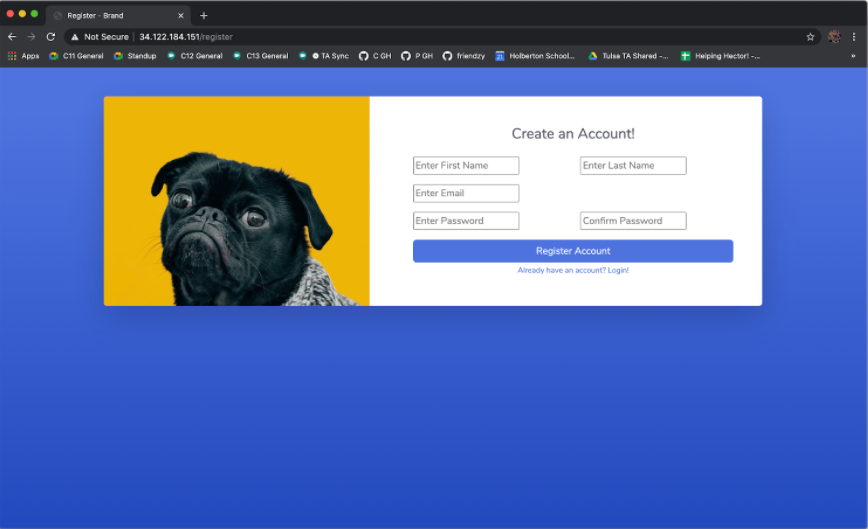 Register - Brand
Not Secure | 34.122.184.151/register
Apps C11 General Standup C12 General C13 General TA Sync C GH P GH friendzy Holberton School... Tulsa TA Shared -... Helping Hector! -... »
Create an Account!
Enter First Name Enter Last Name
Enter Email
Enter Password Confirm Password
Register Account
Already have an account? Login!